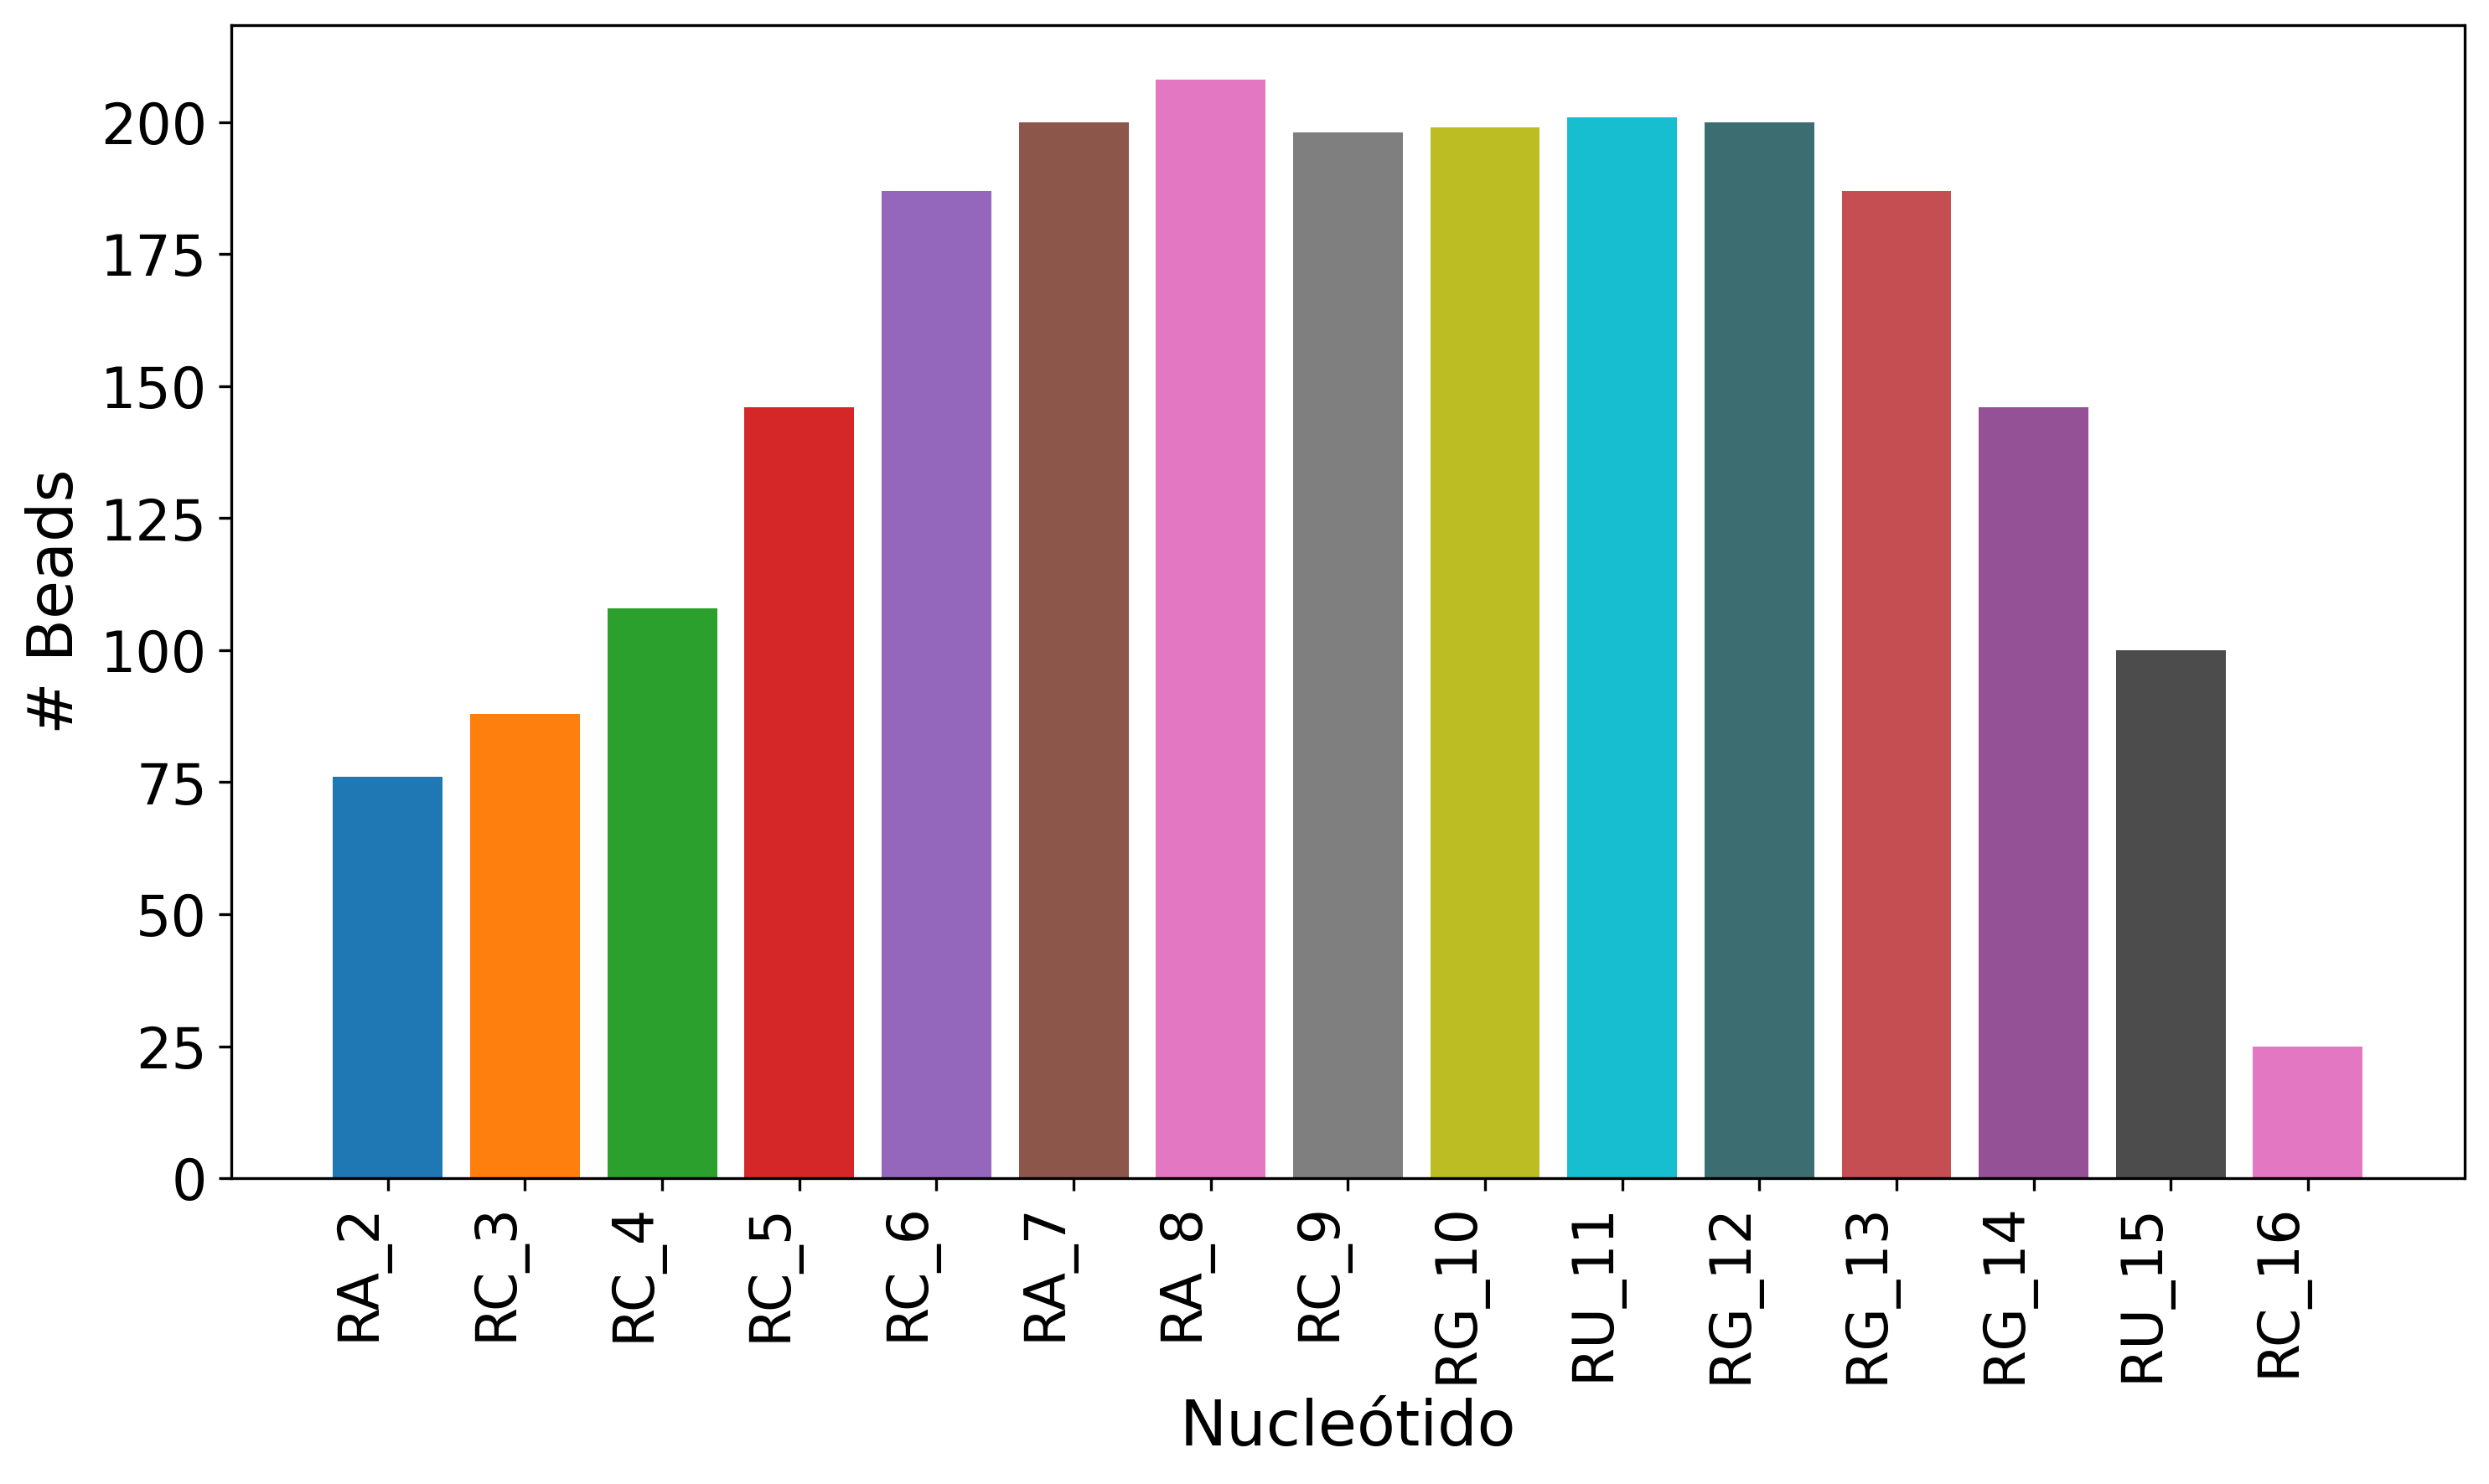 # Beads
200
175
150
125
100
75
50
25
0
RA_2
RC_3
RC_4
RC_5
RC_6
RA_7
RA_8
RC_9
RG_10
RU_11
RG_12
RG_13
RG_14
RU_15
RC_16
Nucleótido